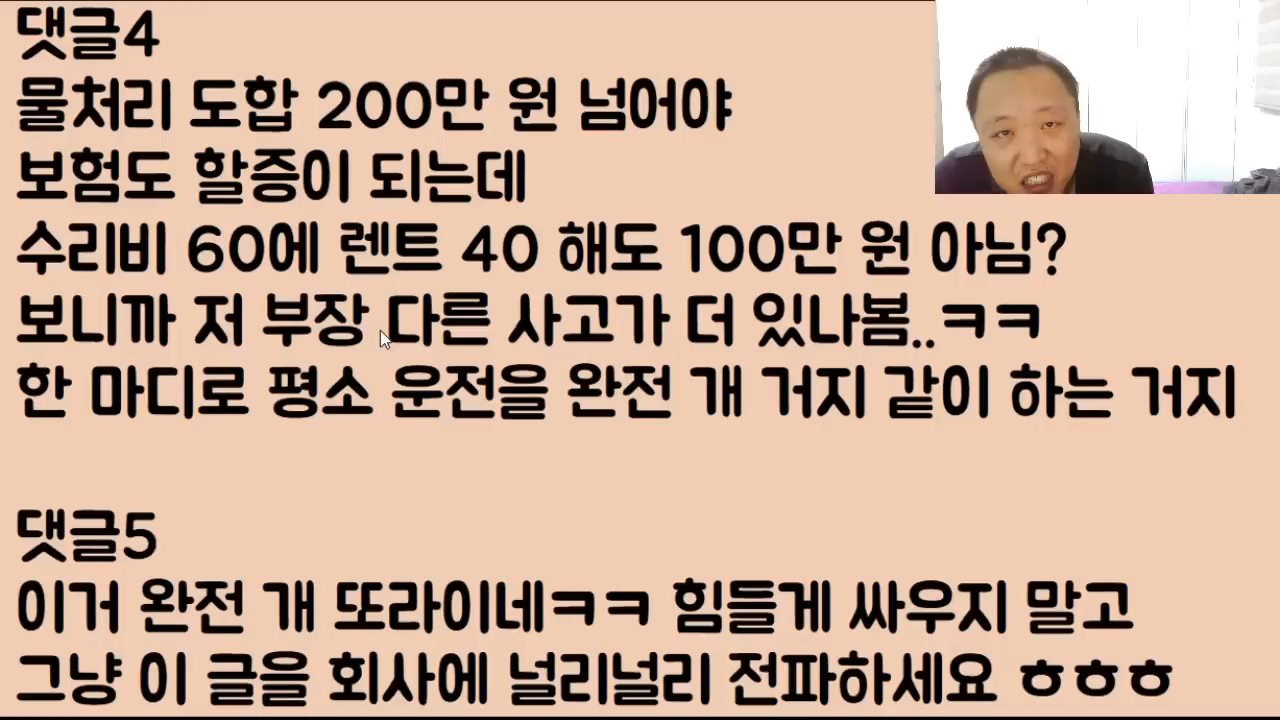 댓글4
물처리 도합 200만 원 넘어야
보험도 할증이 되는데
수리비 60에 렌트 40 해도 100만 원 아님?
보니까 저 부장 다른 사고가 더 있나봄..ㅋㅋ
한 마디로 평소 운전을 완전 개 거지 같이 하는 거지
댓글5
이거 완전 개 또라이네ㅋㅋ 힘들게 싸우지 말고
그냥 이 글을 회사에 널리널리 전파하세요 ㅎㅎㅎ